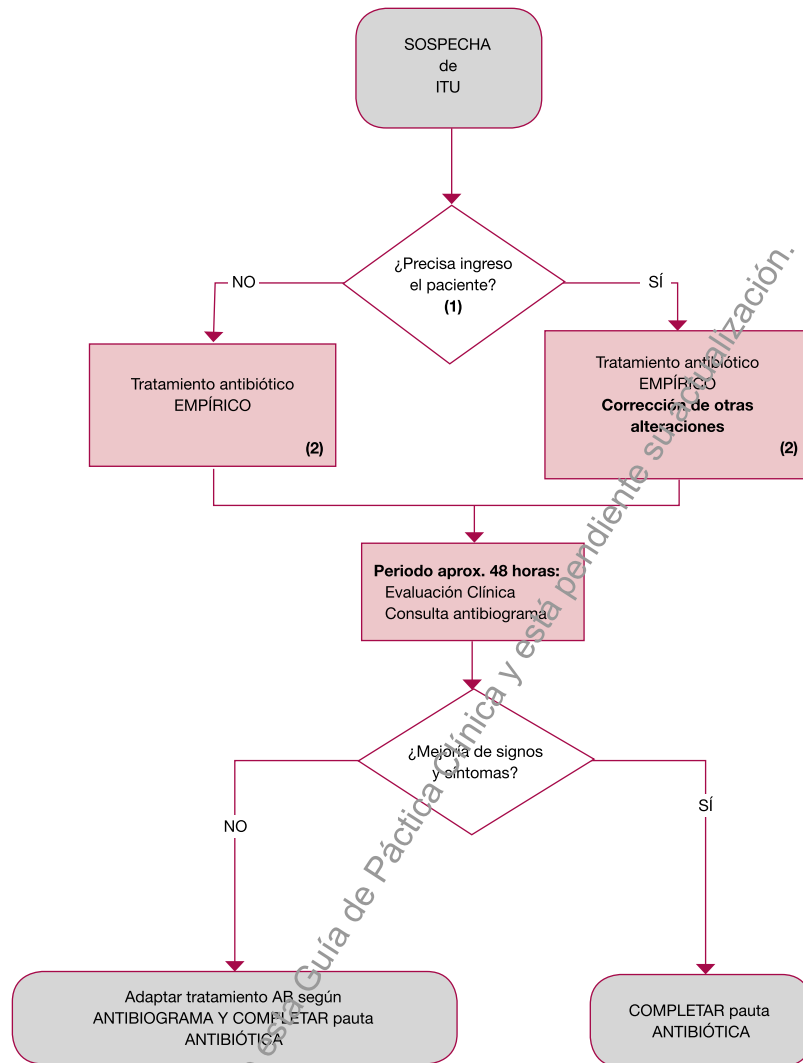 SOSPECHA
de
ITU
¿Precisa ingreso
el paciente?
(1)
NO
SÍ
Tratamiento antibiótico
EMPÍRICO
(2)
Tratamiento antibiótico
EMPÍRICO
Corrección de otras
alteraciones
(2)
Periodo aprox. 48 horas:
Evaluación Clínica
Consulta antibiograma
¿Mejoría de signos
y síntomas?
NO
SÍ
Adaptar tratamiento AB según
ANTIBIOGRAMA Y COMPLETAR pauta
ANTIBIÓTICA
COMPLETAR pauta
ANTIBIÓTICA
esta Guía de Páctica Clínica y está pendiente su actualización.